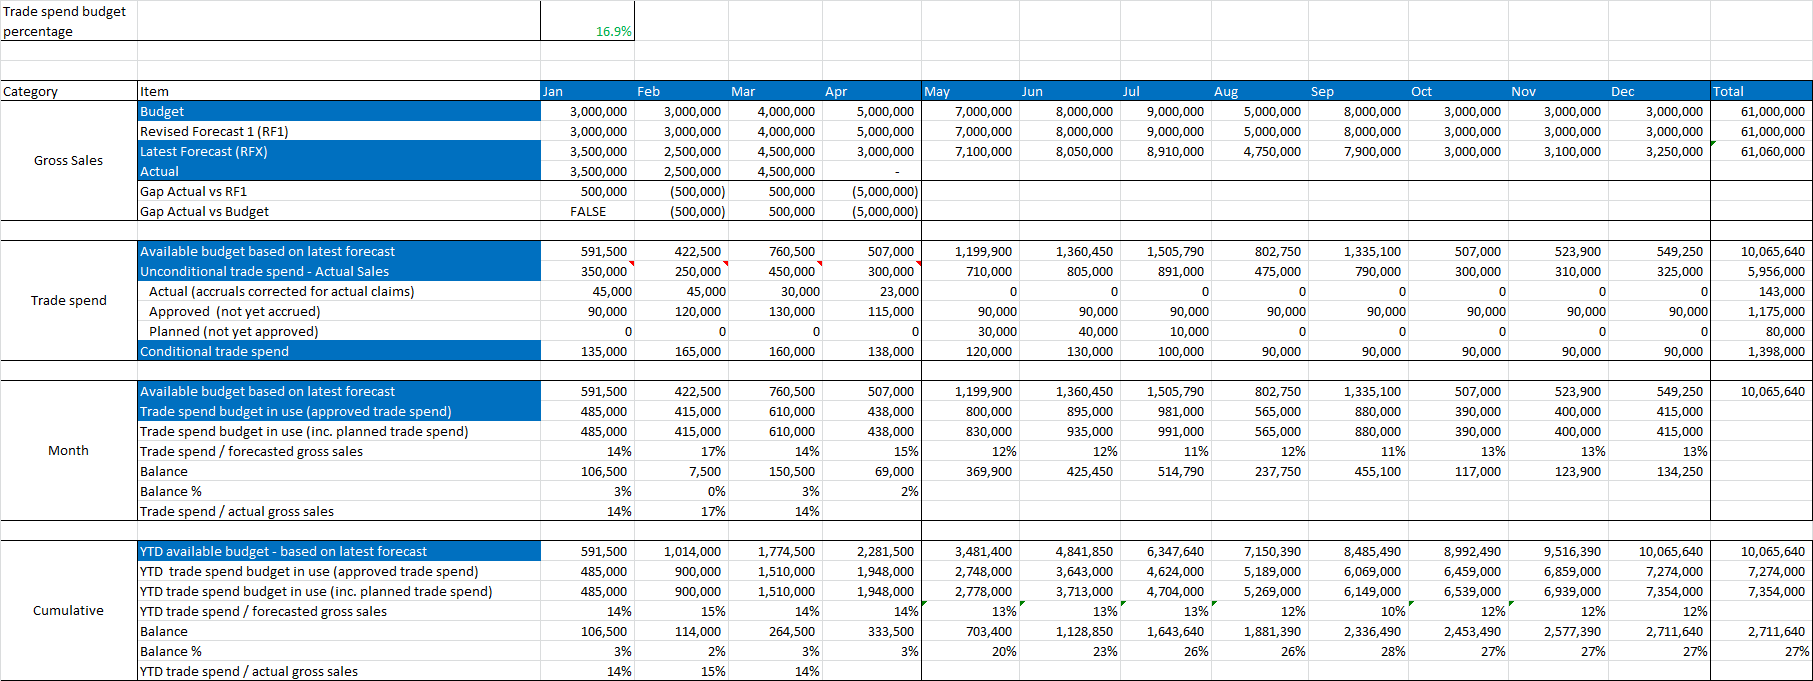 Trade spend budget
percentage 16.9%
Category Item Jan Feb Mar Apr May Jun Jul Aug Sep Oct Nov Dec Total
Budget 3,000,000 3,000,000 4,000,000 5,000,000 7,000,000 8,000,000 9,000,000 5,000,000 8,000,000 3,000,000 3,000,000 3,000,000 61,000,000
Revised Forecast 1 (RF1) 3,000,000 3,000,000 4,000,000 5,000,000 7,000,000 8,000,000 9,000,000 5,000,000 8,000,000 3,000,000 3,000,000 3,000,000 61,000,000
Gross Sales Latest Forecast (RFX) 3,500,000 2,500,000 4,500,000 3,000,000 7,100,000 8,050,000 8,910,000 4,750,000 7,900,000 3,000,000 3,100,000 3,250,000 61,060,000
Actual 3,500,000 2,500,000 4,500,000 -
Gap Actual vs RF1 500,000 (500,000) 500,000 (5,000,000)
Gap Actual vs Budget FALSE (500,000) 500,000 (5,000,000)
Available budget based on latest forecast 591,500 422,500 760,500 507,000 1,199,900 1,360,450 1,505,790 802,750 1,335,100 507,000 523,900 549,250 10,065,640
Unconditional trade spend - Actual Sales 350,000 250,000 450,000 300,000 710,000 805,000 891,000 475,000 790,000 300,000 310,000 325,000 5,956,000
Actual (accruals corrected for actual claims) 45,000 45,000 30,000 23,000 0 0 0 0 0 0 0 0 143,000
Trade spend Approved (not yet accrued) 90,000 120,000 130,000 115,000 90,000 90,000 90,000 90,000 90,000 90,000 90,000 90,000 1,175,000
Planned (not yet approved) 0 0 0 0 30,000 40,000 10,000 0 0 0 0 0 80,000
Conditional trade spend 135,000 165,000 160,000 138,000 120,000 130,000 100,000 90,000 90,000 90,000 90,000 90,000 1,398,000
Available budget based on latest forecast 591,500 422,500 760,500 507,000 1,199,900 1,360,450 1,505,790 802,750 1,335,100 507,000 523,900 549,250 10,065,640
Trade spend budget in use (approved trade spend) 485,000 415,000 610,000 438,000 800,000 895,000 981,000 565,000 880,000 390,000 400,000 415,000
Trade spend budget in use (inc. planned trade spend) 485,000 415,000 610,000 438,000 830,000 935,000 991,000 565,000 880,000 390,000 400,000 415,000
Month Trade spend / forecasted gross sales 14% 17% 14% 15% 12% 12% 11% 12% 11% 13% 13% 13%
Balance 106,500 7,500 150,500 69,000 369,900 425,450 514,790 237,750 455,100 117,000 123,900 134,250
Balance % 3% 0% 3% 2%
Trade spend / actual gross sales 14% 17% 14%
YTD available budget - based on latest forecast 591,500 1,014,000 1,774,500 2,281,500 3,481,400 4,841,850 6,347,640 7,150,390 8,485,490 8,992,490 9,516,390 10,065,640 10,065,640
YTD trade spend budget in use (approved trade spend) 485,000 900,000 1,510,000 1,948,000 2,748,000 3,643,000 4,624,000 5,189,000 6,069,000 6,459,000 6,859,000 7,274,000 7,274,000
YTD trade spend budget in use (inc. planned trade spend) 485,000 900,000 1,510,000 1,948,000 2,778,000 3,713,000 4,704,000 5,269,000 6,149,000 6,539,000 6,939,000 7,354,000 7,354,000
Cumulative YTD trade spend / forecasted gross sales 14% 15% 14% 14% 13% 13% 13% 12% 10% 12% 12% 12%
Balance 106,500 114,000 264,500 333,500 703,400 1,128,850 1,643,640 1,881,390 2,336,490 2,453,490 2,577,390 2,711,640 2,711,640
Balance % 3% 2% 3% 3% 20% 23% 26% 26% 28% 27% 27% 27% 27%
YTD trade spend / actual gross sales 14% 15% 14%